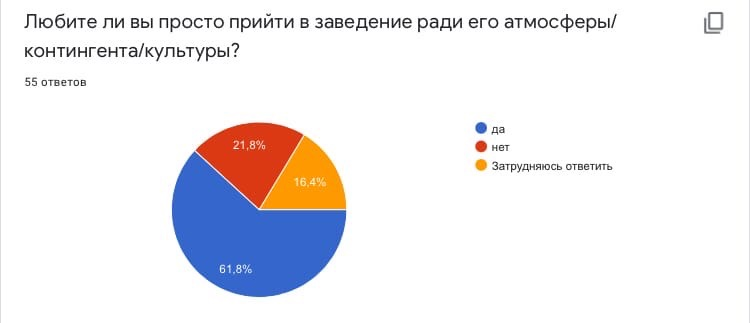 Любите ли вы просто прийти в заведение ради его атмосферы/
контингента/культуры?
55 ответов
да
нет
Затрудняюсь ответить
21,8%
16,4%
61,8%